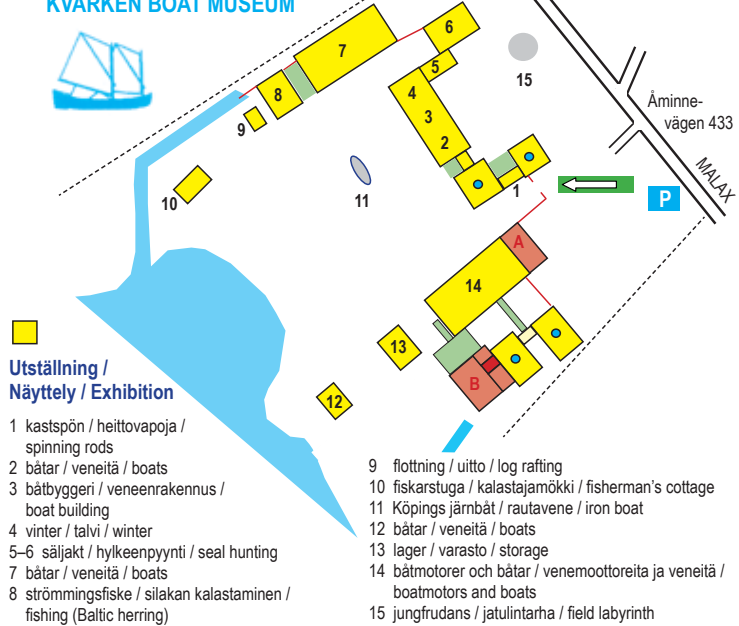 KVARKEN BOAT MUSEUM
6
7
5
15
8
4
Åminne-
vägen 433
3
9
2
MALAX
10
11
1
P
A
14
13
B
12
Utställning /
Näyttely / Exhibition
1 kastspön / heittovapoja /
spinning rods
2 båtar / veneitä / boats
3 båtbyggeri / veneenrakennus /
boat building
4 vinter / talvi / winter
5–6 säljakt / hylkeenpyynti / seal hunting
7 båtar / veneitä / boats
8 strömmingsfiske / silakan kalastaminen /
fishing (Baltic herring)
9 flottning / uitto / log rafting
10 fiskarstuga / kalastajamökki / fisherman's cottage
11 Köpings järnbåt / rautavene / iron boat
12 båtar / veneitä / boats
13 lager / varasto / storage
14 båtmotorer och båtar / venemoottoreita ja veneitä /
boatmotors and boats
15 jungfrudans / jatulintarha / field labyrinth